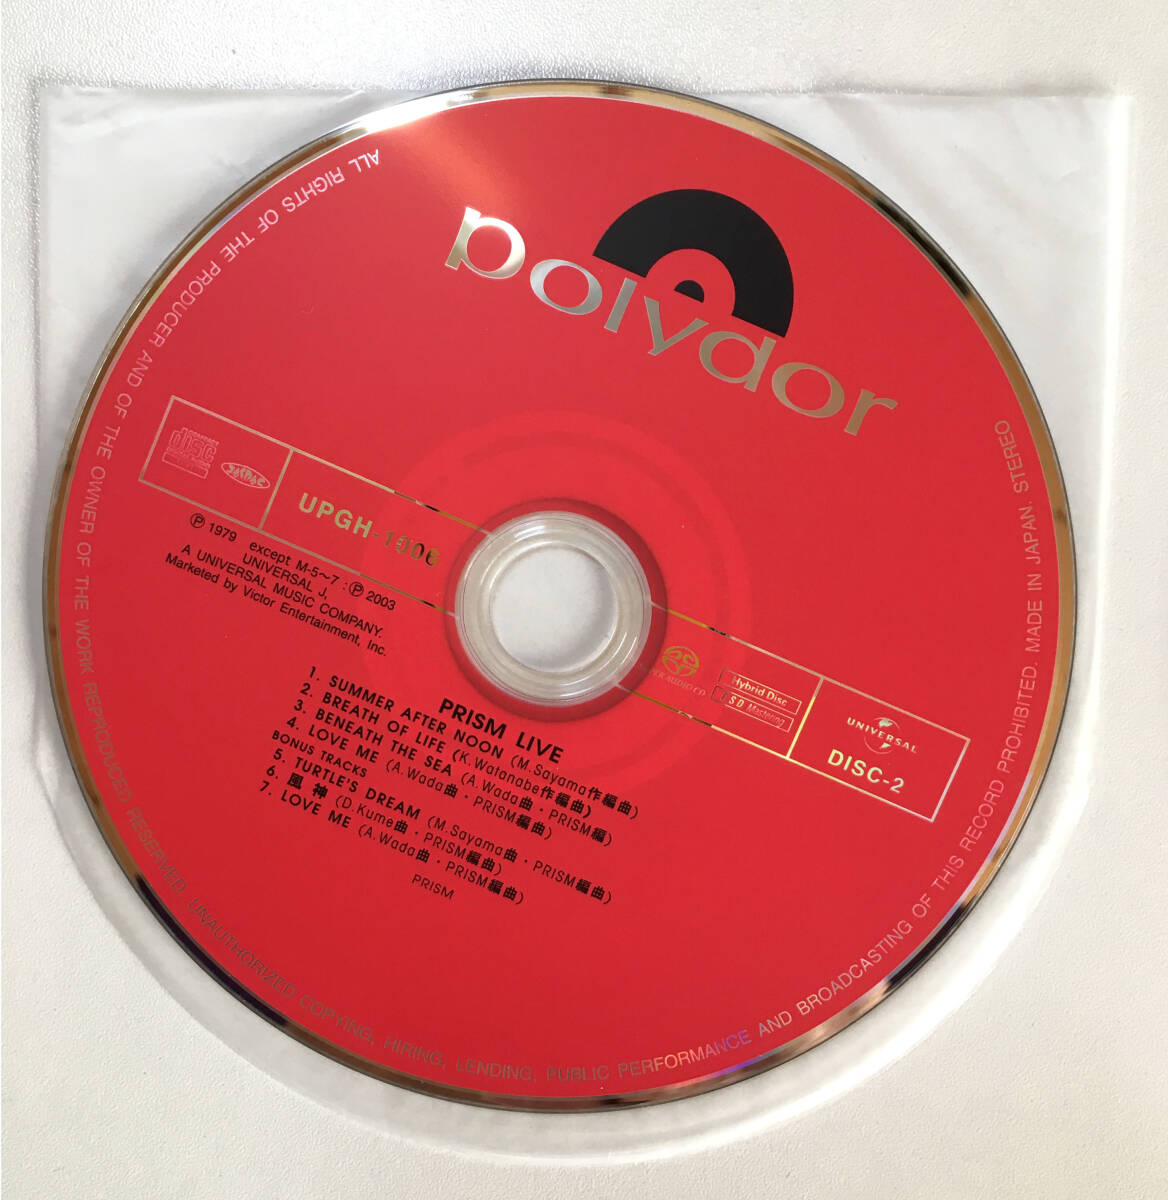 polydor
COMPACT
disc
JASRAC
UPGH-1006
Ⓟ 1979 except M-5〜7 : Ⓟ 2003
UNIVERSAL J,
A UNIVERSAL MUSIC COMPANY.
Marketed by Victor Entertainment, Inc.
SUPER AUDIO CD
Hybrid Disc
DSD Mastering
UNIVERSAL
DISC-2
PRISM LIVE
1. SUMMER AFTER NOON (M.Sayama作編曲)
2. BREATH OF LIFE (K.Watanabe作編曲)
3. BENEATH THE SEA (A.Wada曲・PRISM編)
4. LOVE ME (A.Wada曲・PRISM編曲)
BONUS TRACKS
5. TURTLE'S DREAM (M.Sayama曲・PRISM編曲)
6. 風神 (D.Kume曲・PRISM編曲)
7. LOVE ME (A.Wada曲・PRISM編曲)
PRISM
ALL RIGHTS OF THE PRODUCER AND OF THE OWNER OF THE WORK REPRODUCED RESERVED. UNAUTHORIZED COPYING, HIRING, LENDING, PUBLIC PERFORMANCE AND BROADCASTING OF THIS RECORD PROHIBITED. MADE IN JAPAN. STEREO